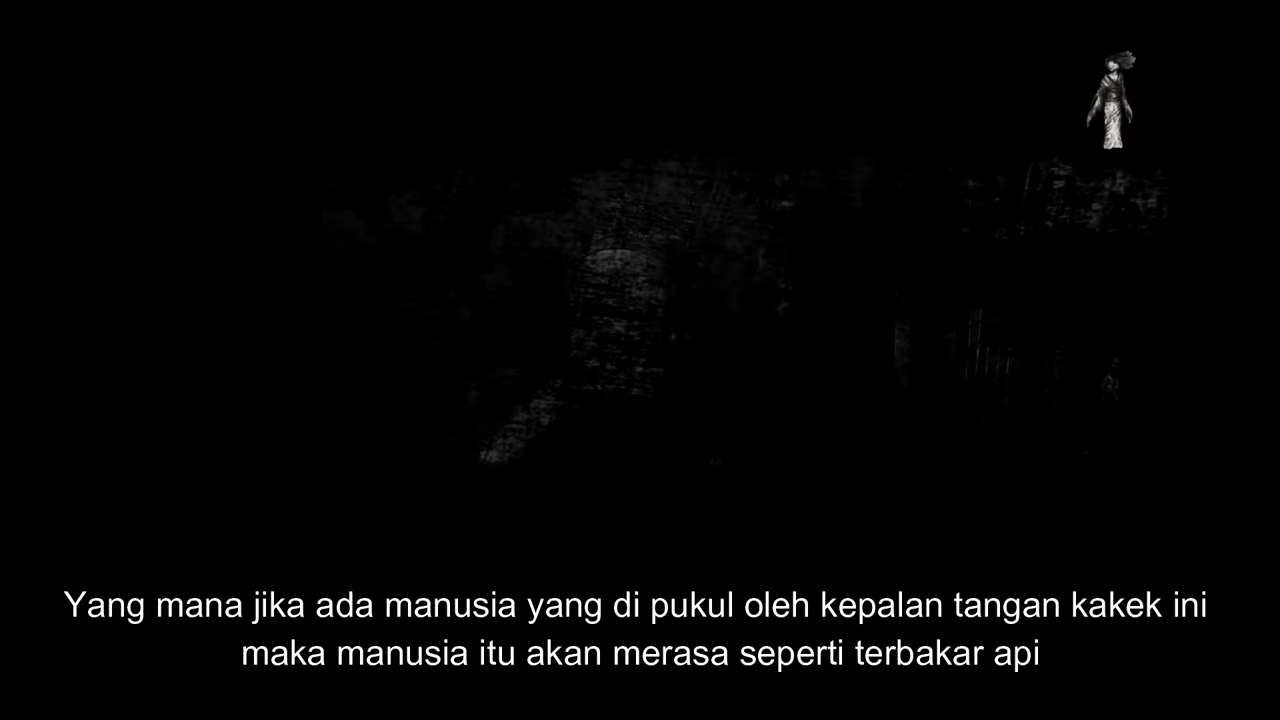 Yang mana jika ada manusia yang di pukul oleh kepalan tangan kakek ini
maka manusia itu akan merasa seperti terbakar api